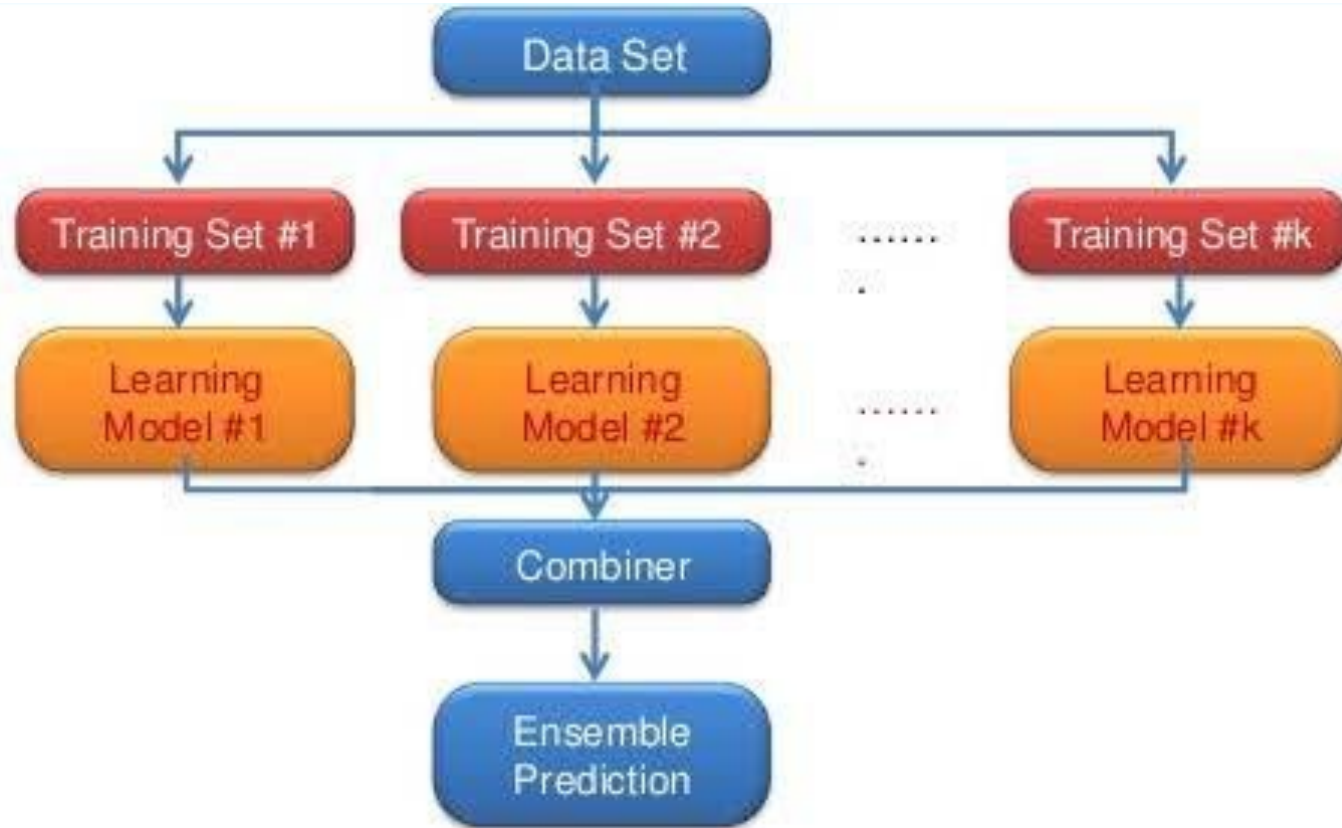 Data Set
Training Set #1
Training Set #2
......
.
Training Set #k
Learning
Model #1
Learning
Model #2
......
.
Learning
Model #k
Combiner
Ensemble
Prediction